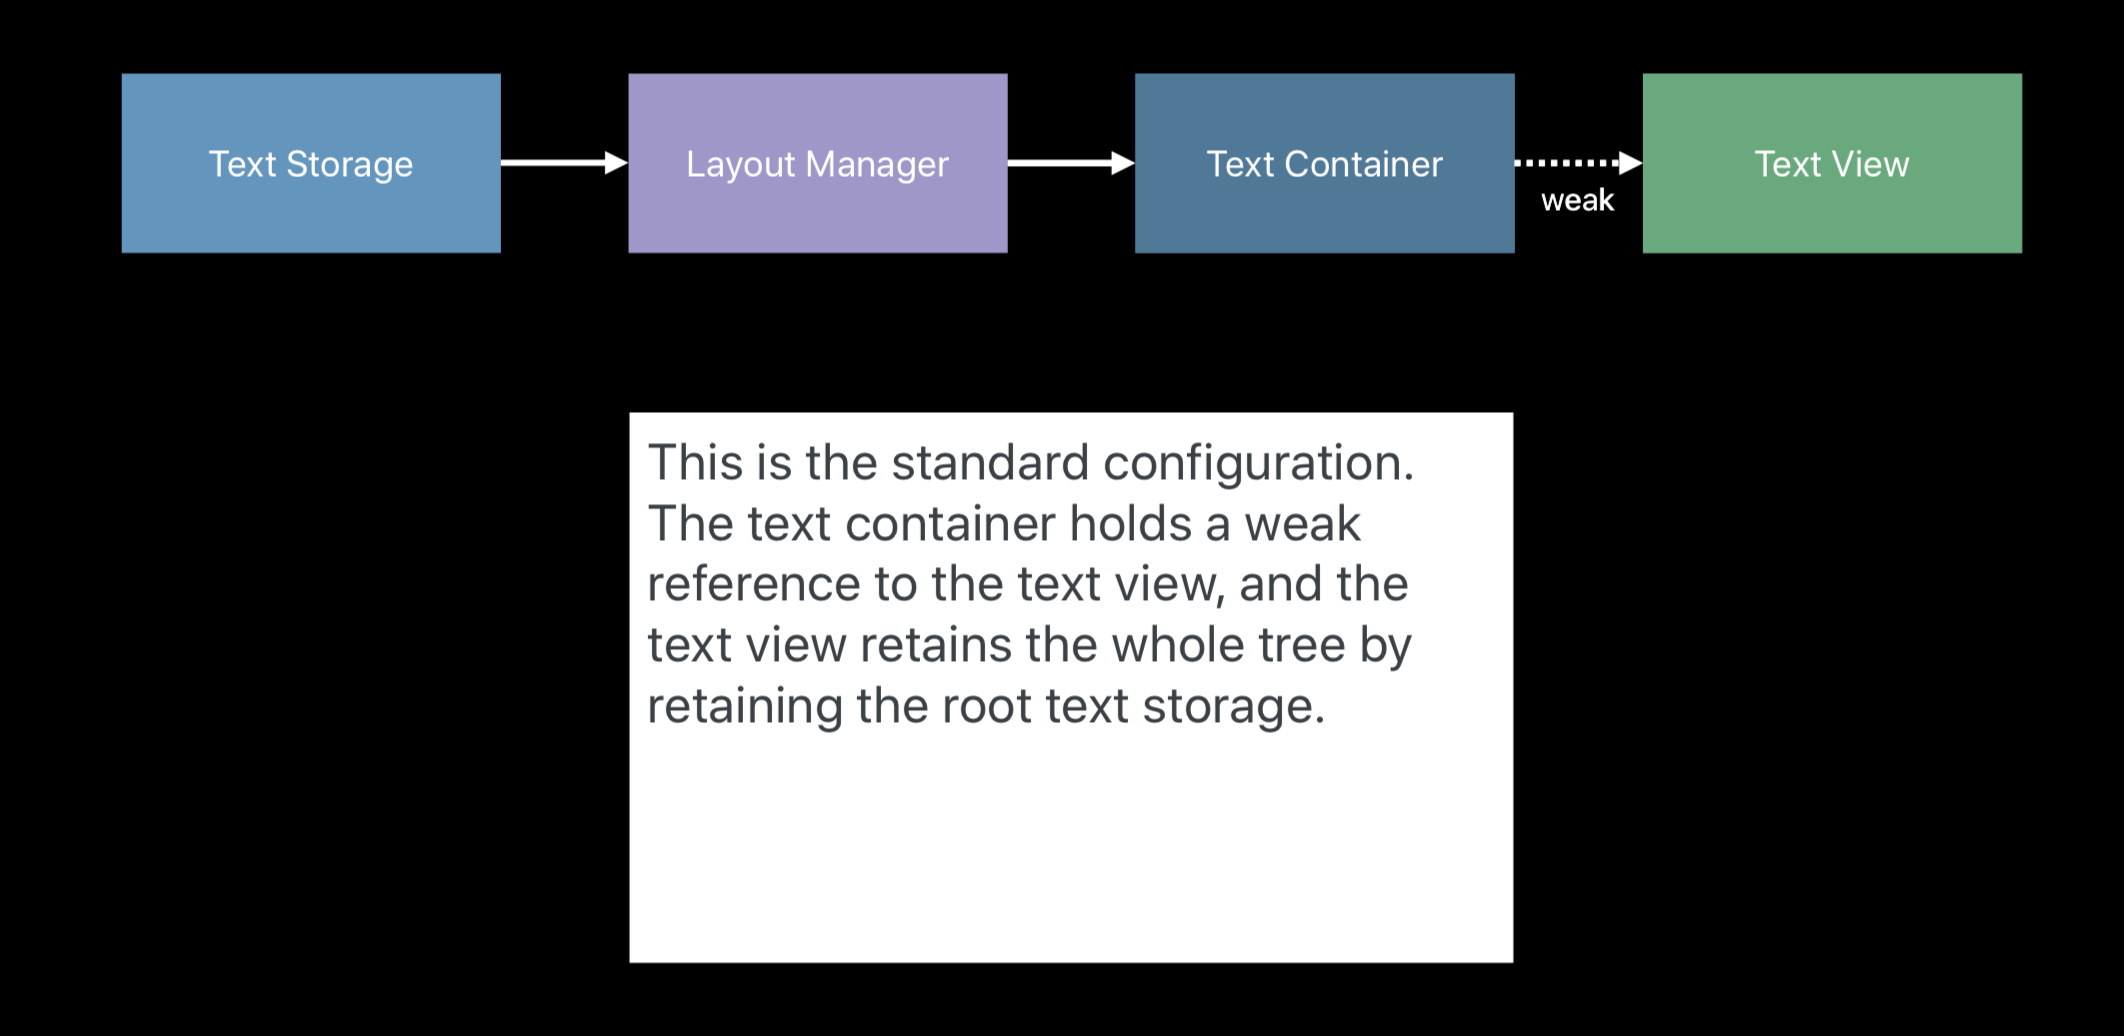 Text Storage
Layout Manager
Text Container
Text View
weak
This is the standard configuration.
The text container holds a weak
reference to the text view, and the
text view retains the whole tree by
retaining the root text storage.